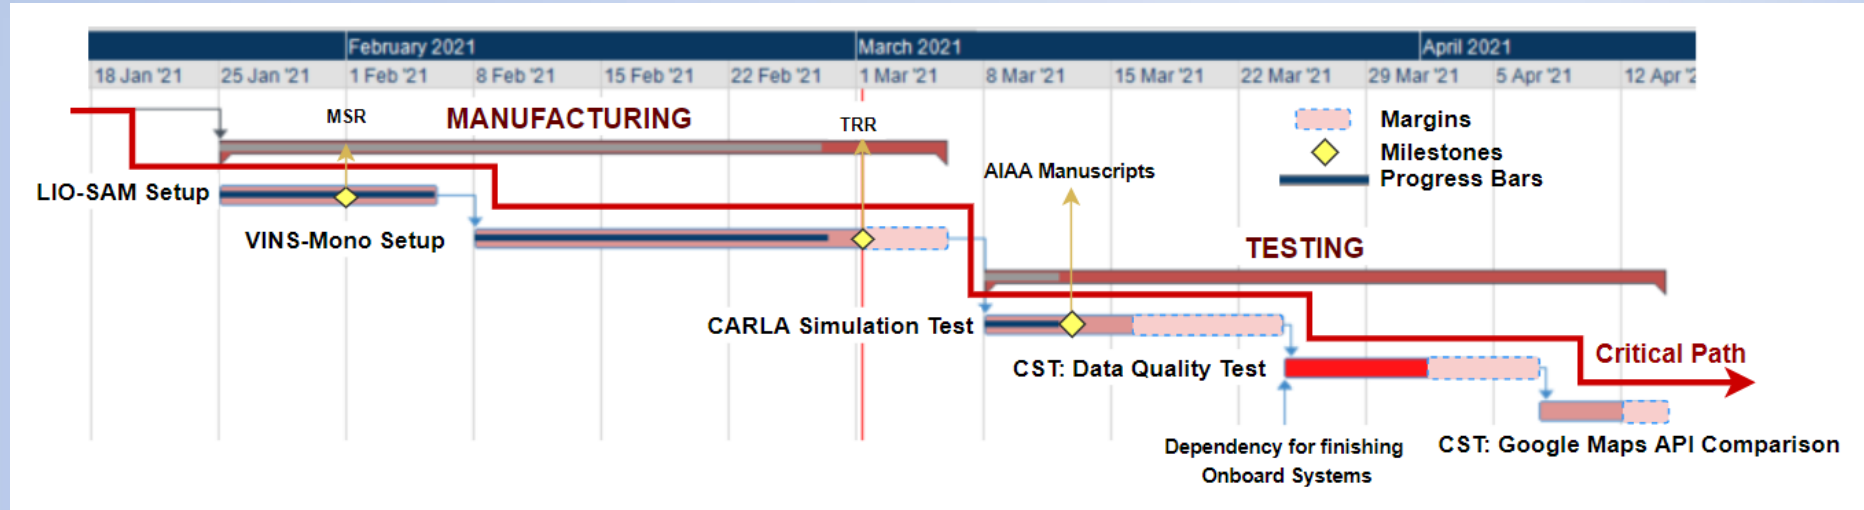 February 2021
March 2021
April 2021
18 Jan '21
25 Jan '21
1 Feb '21
8 Feb '21
15 Feb '21
22 Feb '21
1 Mar '21
8 Mar '21
15 Mar '21
22 Mar '21
29 Mar '21
5 Apr '21
12 Apr '2
MSR
MANUFACTURING
TRR
Margins
Milestones
Progress Bars
AIAA Manuscripts
LIO-SAM Setup
VINS-Mono Setup
TESTING
CARLA Simulation Test
Critical Path
CST: Data Quality Test
Dependency for finishing
Onboard Systems
CST: Google Maps API Comparison